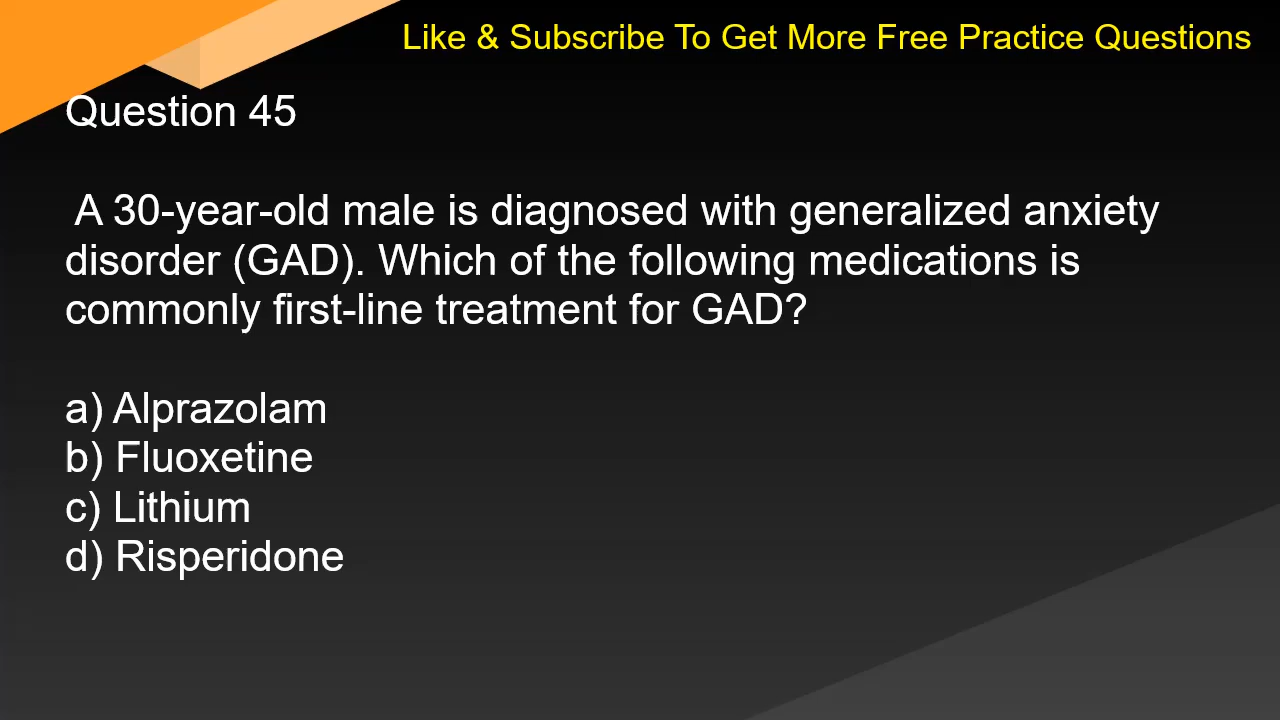 Like & Subscribe To Get More Free Practice Questions
Question 45
A 30-year-old male is diagnosed with generalized anxiety
disorder (GAD). Which of the following medications is
commonly first-line treatment for GAD?
a) Alprazolam
b) Fluoxetine
c) Lithium
d) Risperidone